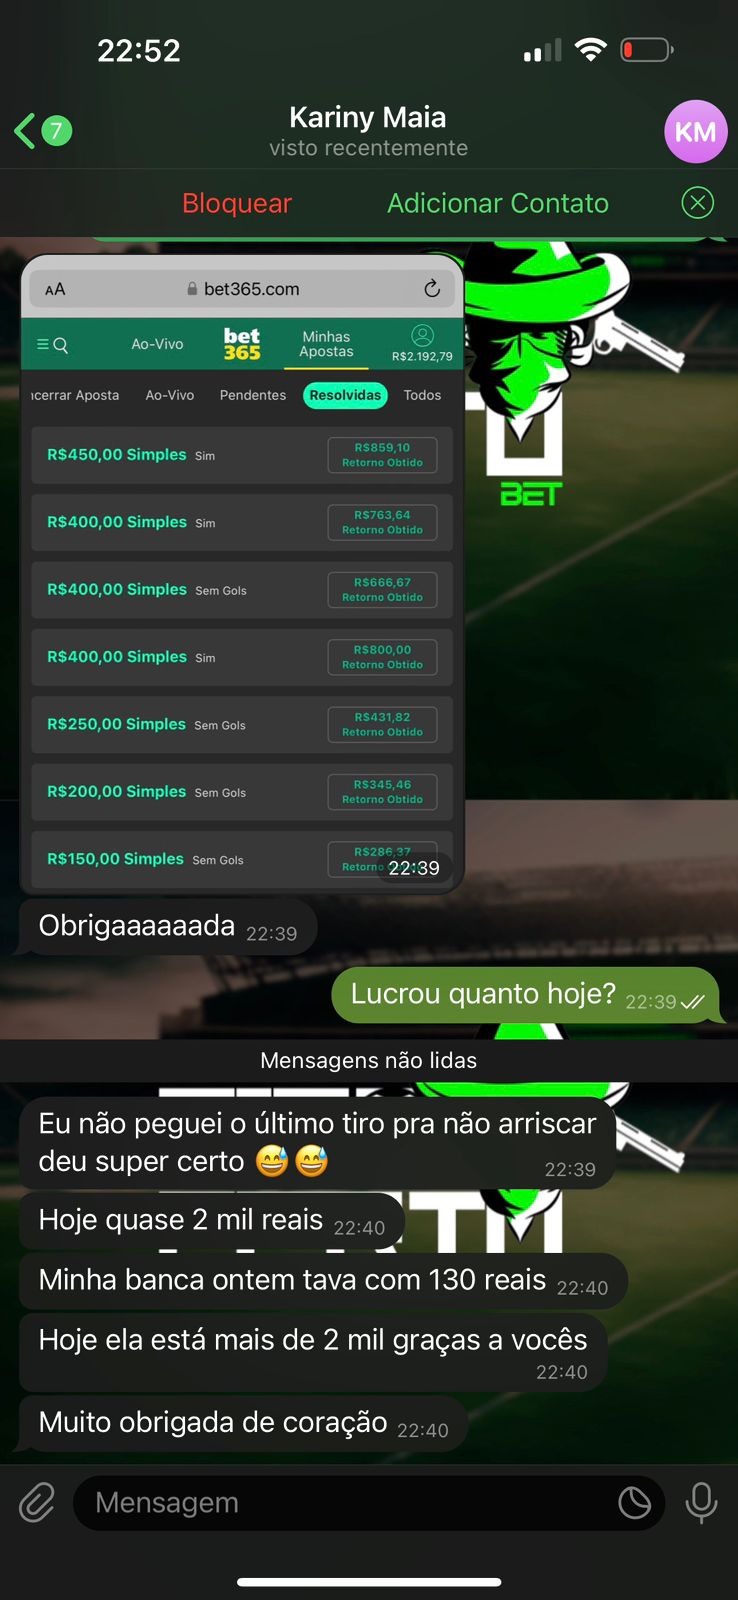 22:52
7
Kariny Maia
visto recentemente
KM
Bloquear
Adicionar Contato
AA
bet365.com
Ao-Vivo
bet
365
Minhas
Apostas
R$2.192,79
ncerrar Aposta
Ao-Vivo
Pendentes
Resolvidas
Todos
R$450,00 Simples Sim
R$859,10
Retorno Obtido
R$400,00 Simples Sim
R$763,64
Retorno Obtido
R$400,00 Simples Sem Gols
R$666,67
Retorno Obtido
R$400,00 Simples Sim
R$800,00
Retorno Obtido
R$250,00 Simples Sem Gols
R$431,82
Retorno Obtido
R$200,00 Simples Sem Gols
R$345,46
Retorno Obtido
R$150,00 Simples Sem Gols
R$286,37
22:39
BET
Obrigaaaaaada 22:39
Lucrou quanto hoje? 22:39
Mensagens não lidas
Eu não peguei o último tiro pra não arriscar
deu super certo 😅😅 22:39
Hoje quase 2 mil reais 22:40
Minha banca ontem tava com 130 reais 22:40
Hoje ela está mais de 2 mil graças a vocês
22:40
Muito obrigada de coração 22:40
Mensagem